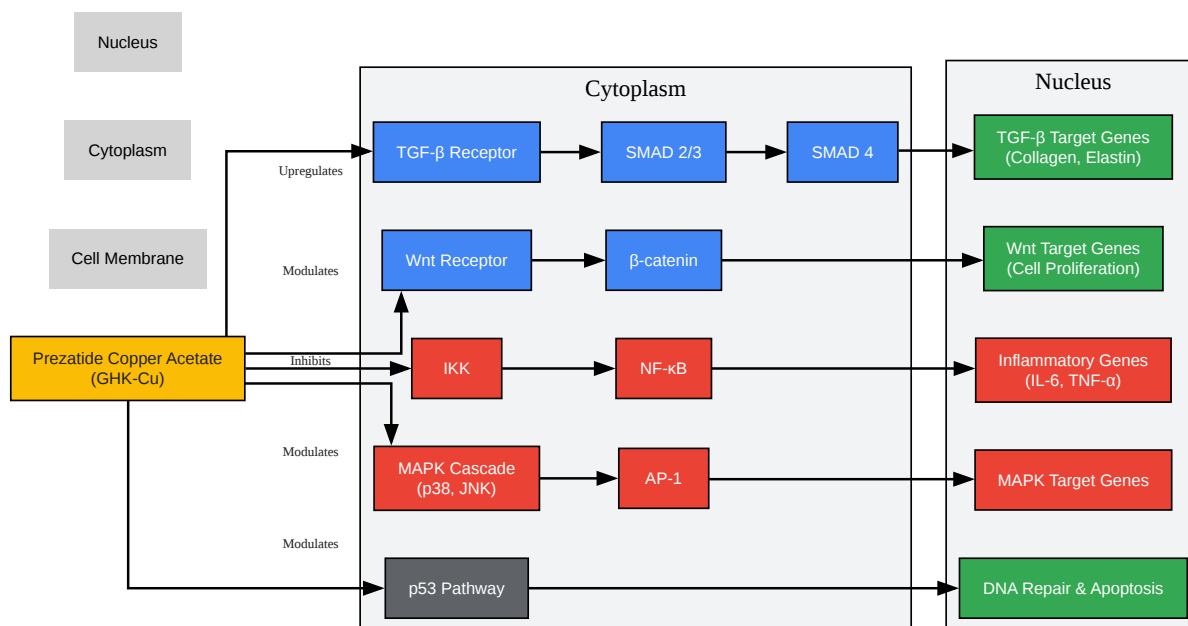 Nucleus
Cytoplasm
Cell Membrane
Prezatide Copper Acetate
(GHK-Cu)
Upregulates
Modulates
Inhibits
Modulates
Modulates
Cytoplasm
TGF-β Receptor
SMAD 2/3
SMAD 4
Wnt Receptor
β-catenin
IKK
NF-κB
MAPK Cascade
(p38, JNK)
AP-1
p53 Pathway
Nucleus
TGF-β Target Genes
(Collagen, Elastin)
Wnt Target Genes
(Cell Proliferation)
Inflammatory Genes
(IL-6, TNF-α)
MAPK Target Genes
DNA Repair & Apoptosis